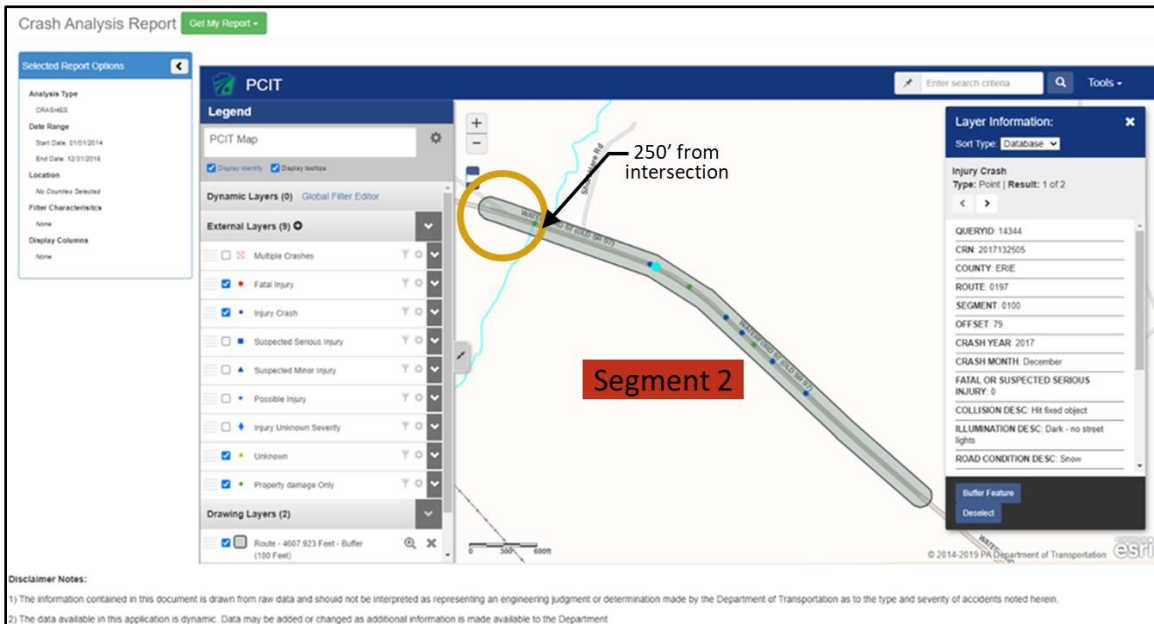 Crash Analysis Report Get My Report
Selected Report Options
Analysis Type
CRASHES
Date Range
Start Date: 01/01/2014
End Date: 12/31/2018
Location
No Counties Selected
Filter Characterisitcs
None
Display Columns
None
PCIT
Enter search criteria
Tools
Legend
PCIT Map
Display identify Display tooltips
Dynamic Layers (0) Global Filter Editor
External Layers (9)
Multiple Crashes
Fatal Injury
Injury Crash
Suspected Serious Injury
Suspected Minor Injury
Possible Injury
Injury Unknown Severity
Unknown
Property damage Only
Drawing Layers (2)
Route - 4607.923 Feet - Buffer
(100 Feet)
+
−
250' from
intersection
WATERFORD ST (OLD SR 97)
WATERFORD ST (OLD SR 97)
Segment 2
0 300 600ft
Layer Information:
Sort Type: Database
Injury Crash
Type: Point | Result: 1 of 2
QUERYID: 14344
CRN: 2017132505
COUNTY: ERIE
ROUTE: 0197
SEGMENT: 0100
OFFSET: 79
CRASH YEAR: 2017
CRASH MONTH: December
FATAL OR SUSPECTED SERIOUS
INJURY: 0
COLLISION DESC: Hit fixed object
ILLUMINATION DESC: Dark - no street
lights
ROAD CONDITION DESC: Snow
Buffer Feature
Deselect
© 2014-2019 PA Department of Transportation
esri
Disclaimer Notes:
1) The information contained in this document is drawn from raw data and should not be interpreted as representing an engineering judgment or determination made by the Department of Transportation as to the type and severity of accidents noted herein.
2) The data available in this application is dynamic. Data may be added or changed as additional information is made available to the Department